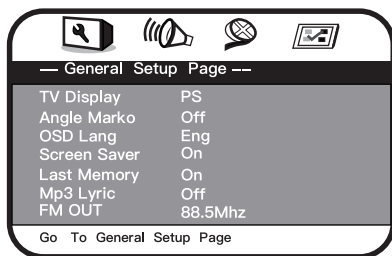 — General Setup Page --
TV Display PS
Angle Marko Off
OSD Lang Eng
Screen Saver On
Last Memory On
Mp3 Lyric Off
FM OUT 88.5Mhz
Go To General Setup Page